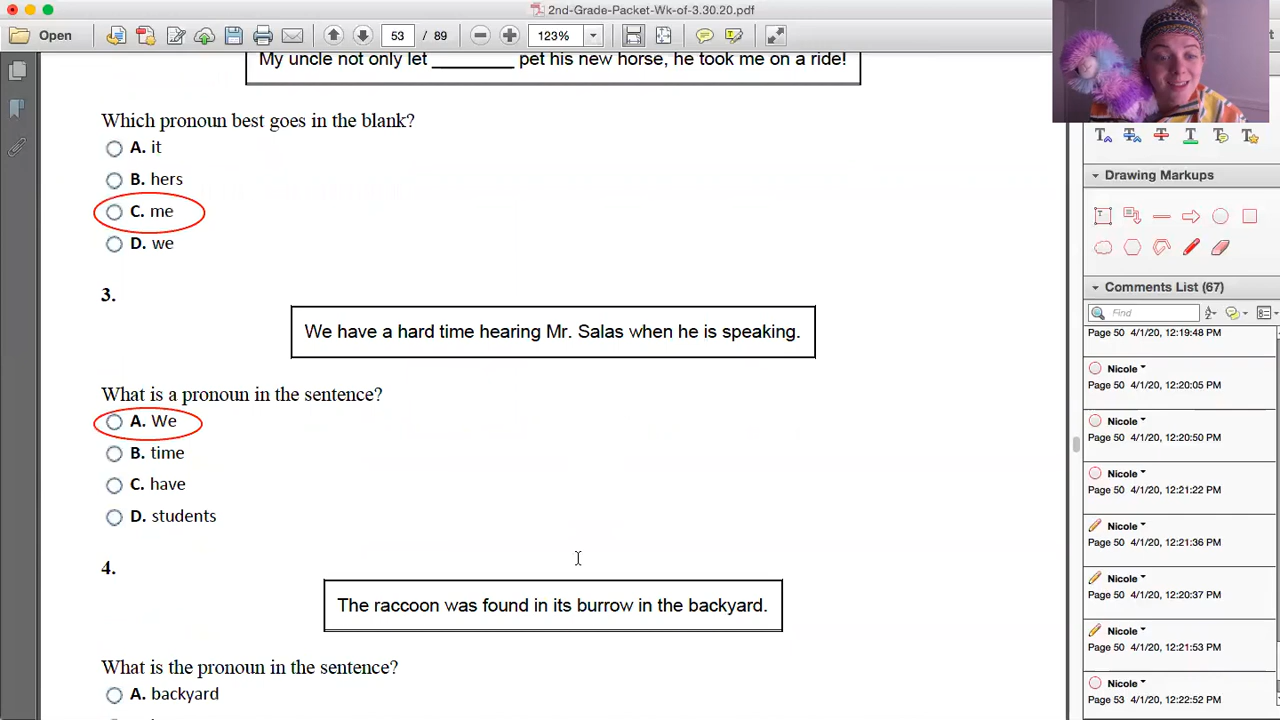 2nd-Grade-Packet-Wk-of-3.30.20.pdf
Open
53 / 89
123%
My uncle not only let ________ pet his new horse, he took me on a ride!
Which pronoun best goes in the blank?
A. it
B. hers
C. me
D. we
3.
We have a hard time hearing Mr. Salas when he is speaking.
What is a pronoun in the sentence?
A. We
B. time
C. have
D. students
4.
The raccoon was found in its burrow in the backyard.
What is the pronoun in the sentence?
A. backyard
Drawing Markups
Comments List (67)
Find
Page 50 4/1/20, 12:19:48 PM
Nicole
Page 50 4/1/20, 12:20:05 PM
Nicole
Page 50 4/1/20, 12:20:50 PM
Nicole
Page 50 4/1/20, 12:21:22 PM
Nicole
Page 50 4/1/20, 12:21:36 PM
Nicole
Page 50 4/1/20, 12:20:37 PM
Nicole
Page 50 4/1/20, 12:21:53 PM
Nicole
Page 53 4/1/20, 12:22:52 PM